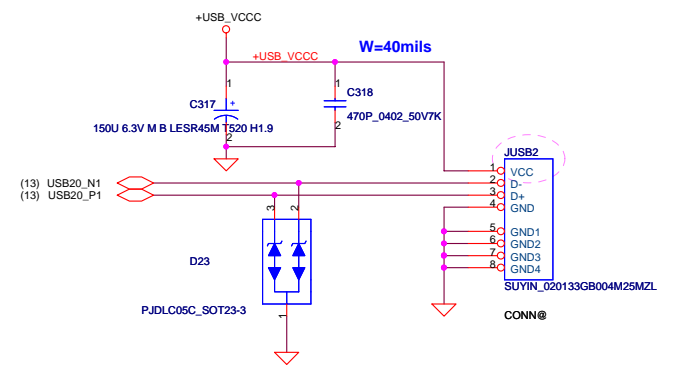 +USB_VCCC
+USB_VCCC
W=40mils
1
C317
+
150U 6.3V M B LESR45M T520 H1.9
2
1
C318
470P_0402_50V7K
2
JUSB2
1 VCC
2 D-
3 D+
4 GND
5 GND1
6 GND2
7 GND3
8 GND4
SUYIN_020133GB004M25MZL
CONN@
(13) USB20_N1
(13) USB20_P1
3
2
D23
PJDLC05C_SOT23-3
1